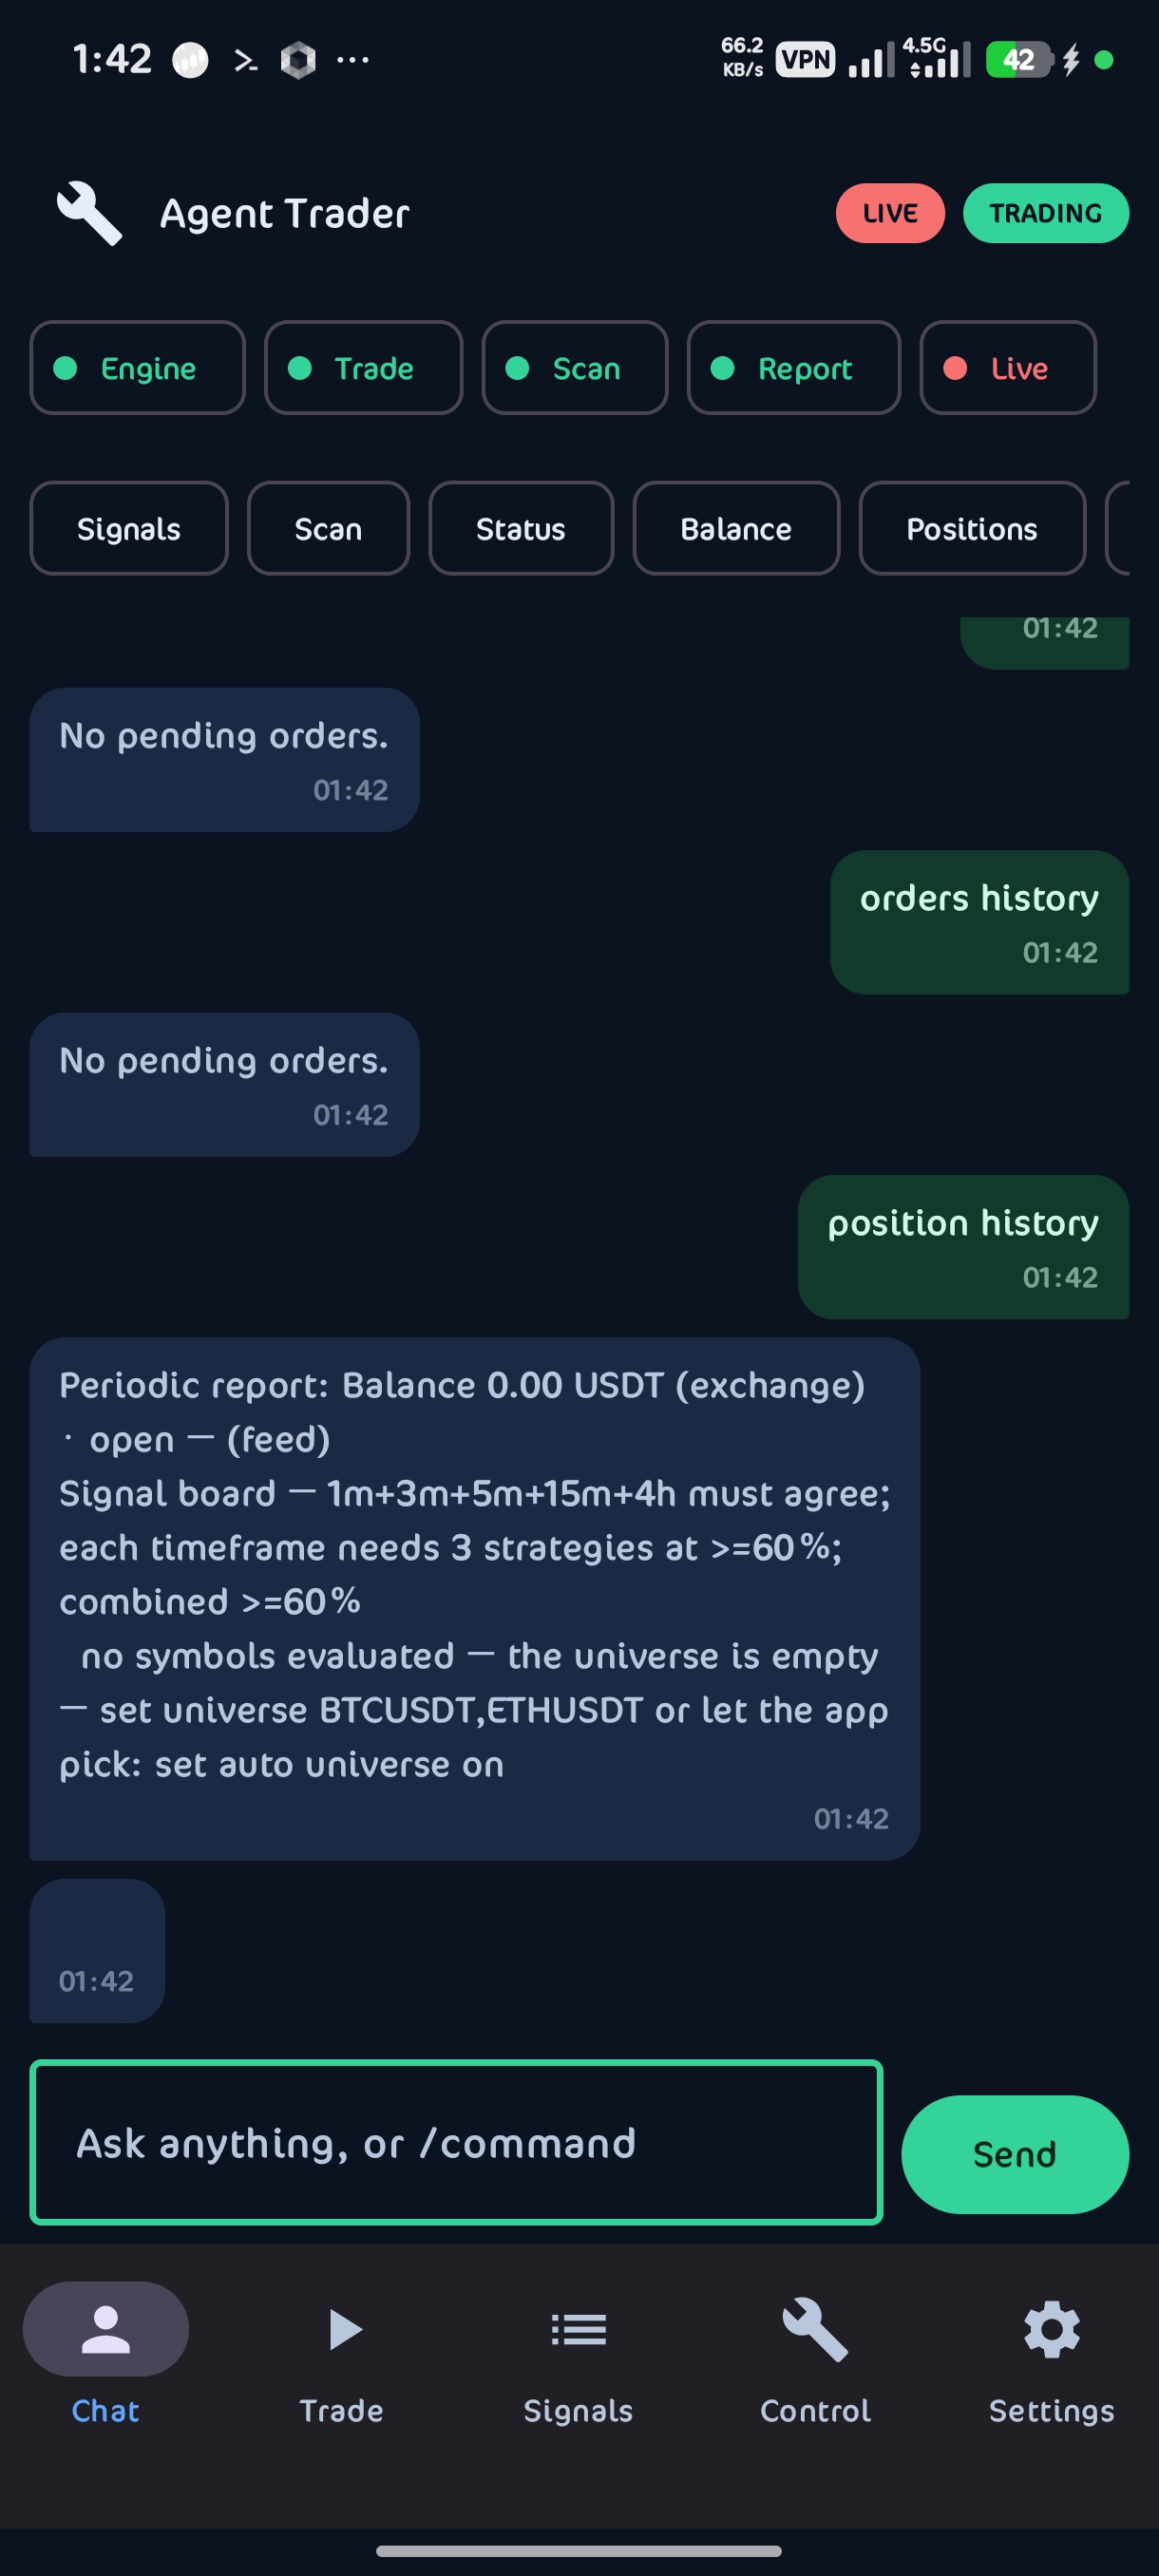 1:42
66.2
KB/s
VPN
4.5G
42
Agent Trader
LIVE
TRADING
Engine
Trade
Scan
Report
Live
Signals
Scan
Status
Balance
Positions
01:42
No pending orders.
01:42
orders history
01:42
No pending orders.
01:42
position history
01:42
Periodic report: Balance 0.00 USDT (exchange)
· open — (feed)
Signal board — 1m+3m+5m+15m+4h must agree;
each timeframe needs 3 strategies at >=60%;
combined >=60%
no symbols evaluated — the universe is empty
— set universe BTCUSDT,ETHUSDT or let the app
pick: set auto universe on
01:42
01:42
Ask anything, or /command
Send
Chat
Trade
Signals
Control
Settings